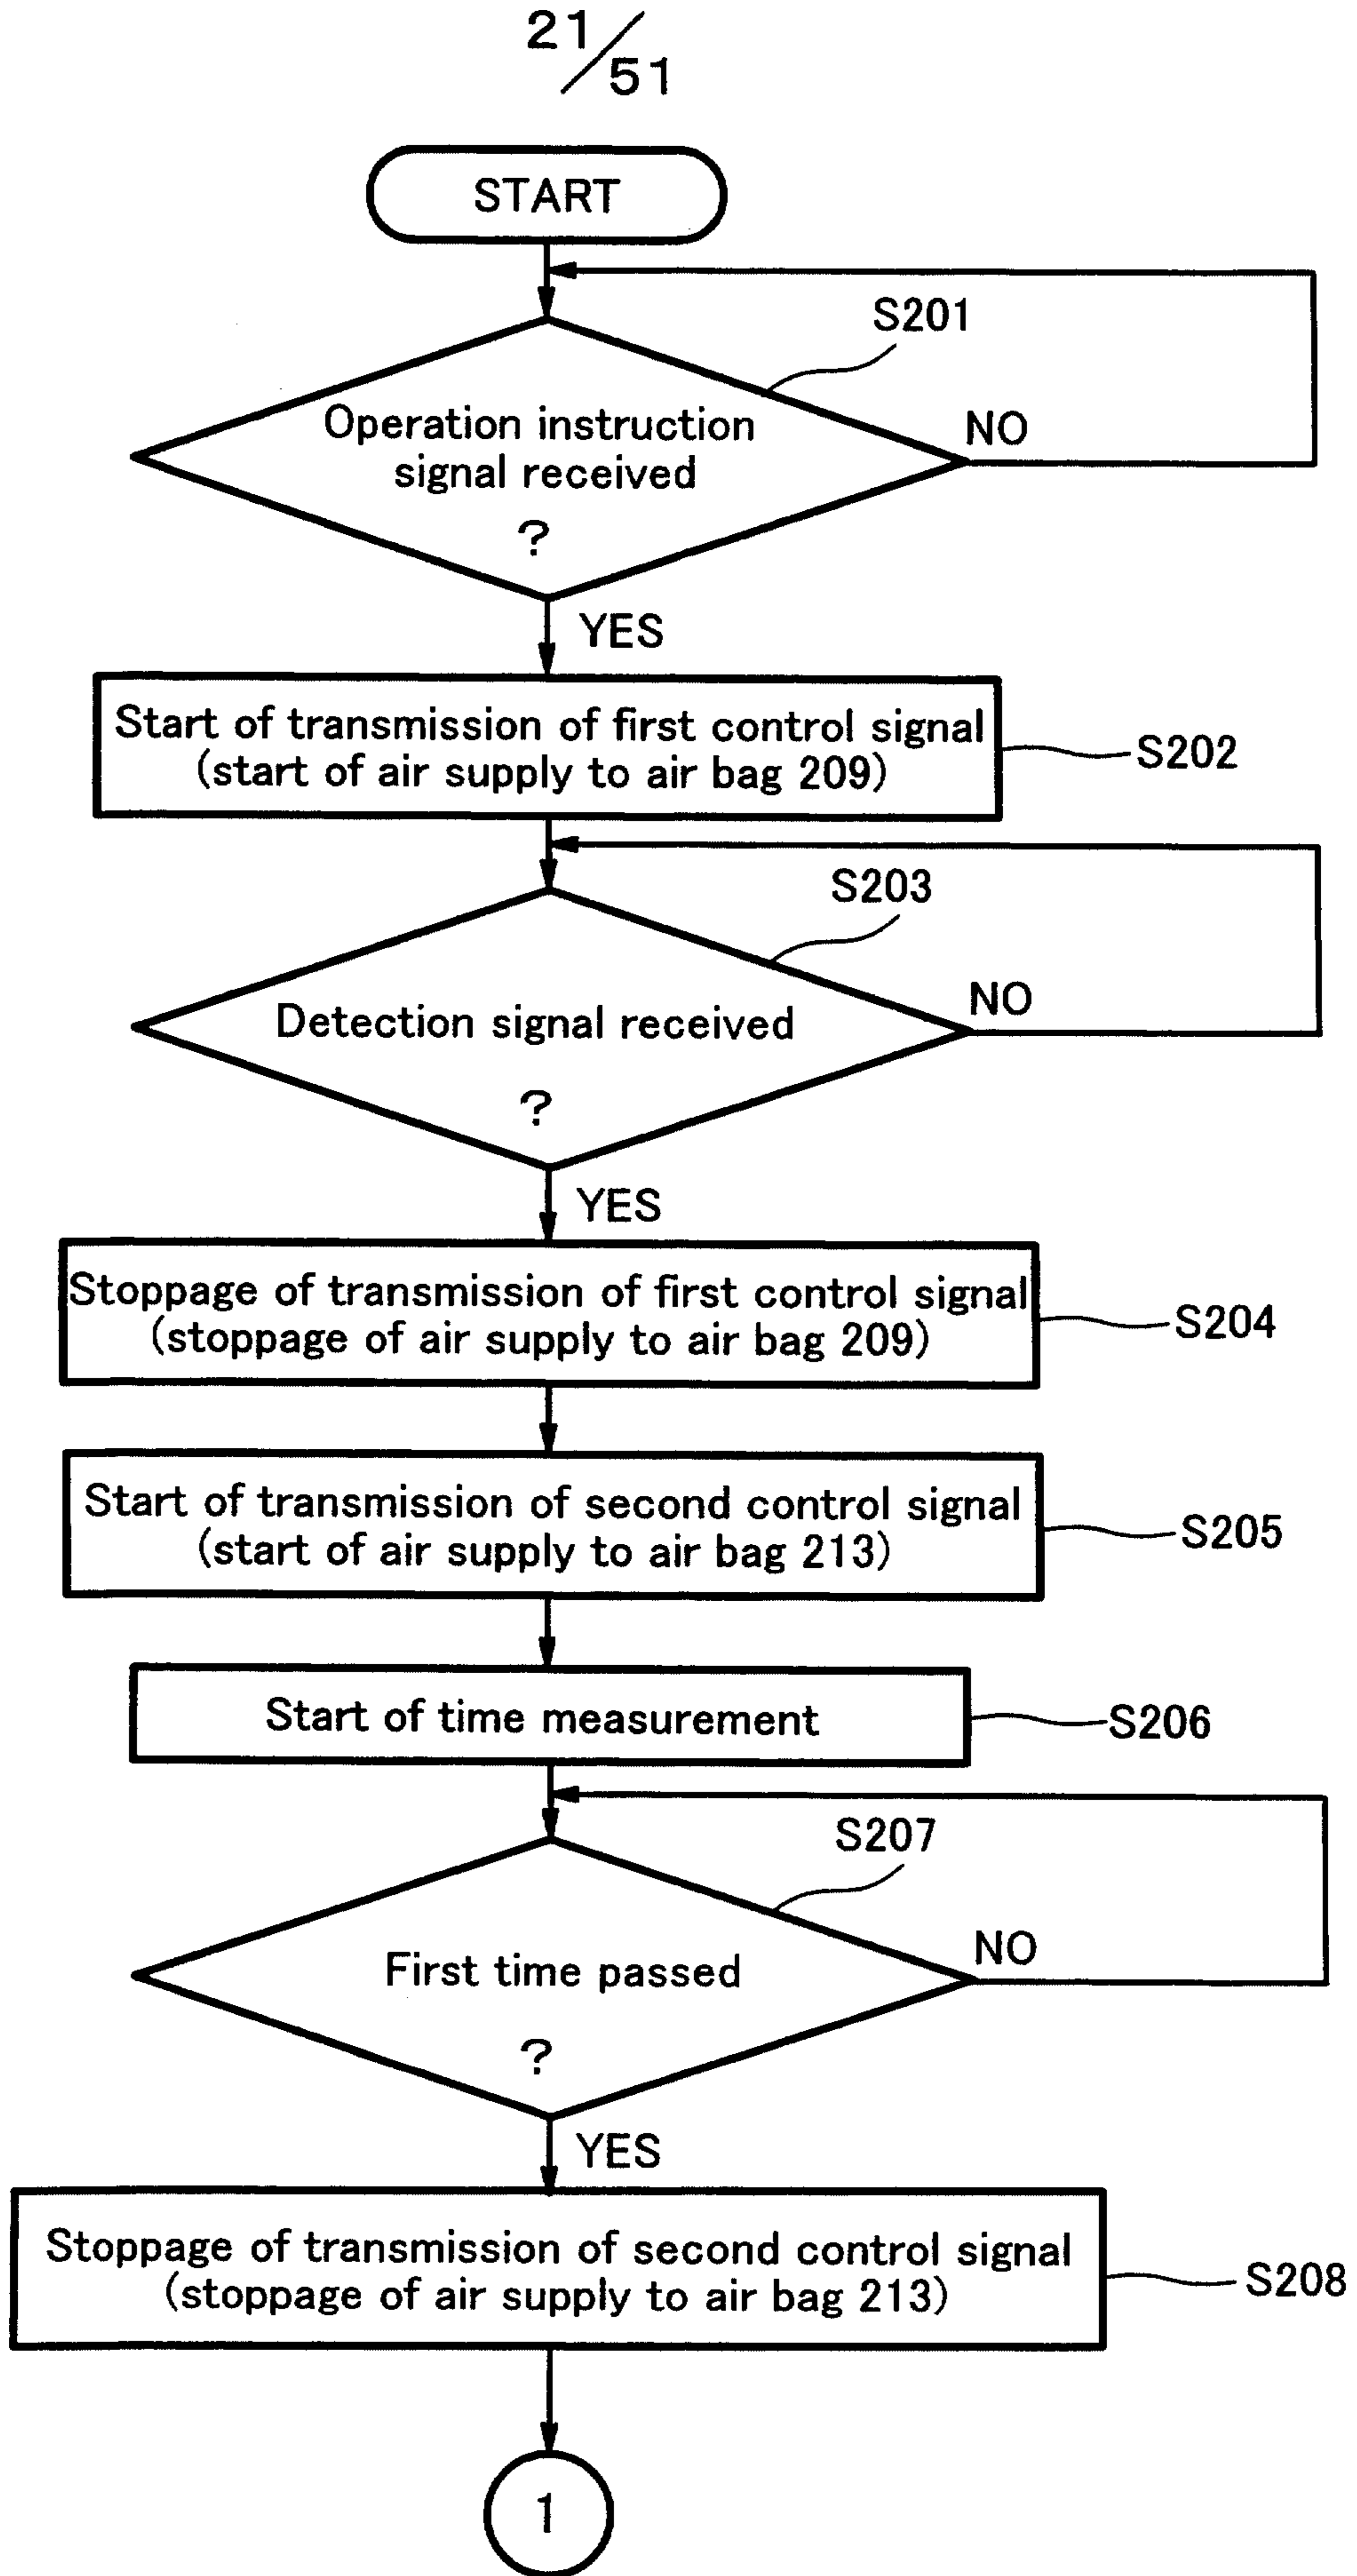 21/51
START
S201
Operation instruction
signal received
?
NO
YES
Start of transmission of first control signal
(start of air supply to air bag 209)
S202
S203
Detection signal received
?
NO
YES
Stoppage of transmission of first control signal
(stoppage of air supply to air bag 209)
S204
Start of transmission of second control signal
(start of air supply to air bag 213)
S205
Start of time measurement
S206
S207
First time passed
?
NO
YES
Stoppage of transmission of second control signal
(stoppage of air supply to air bag 213)
S208
1